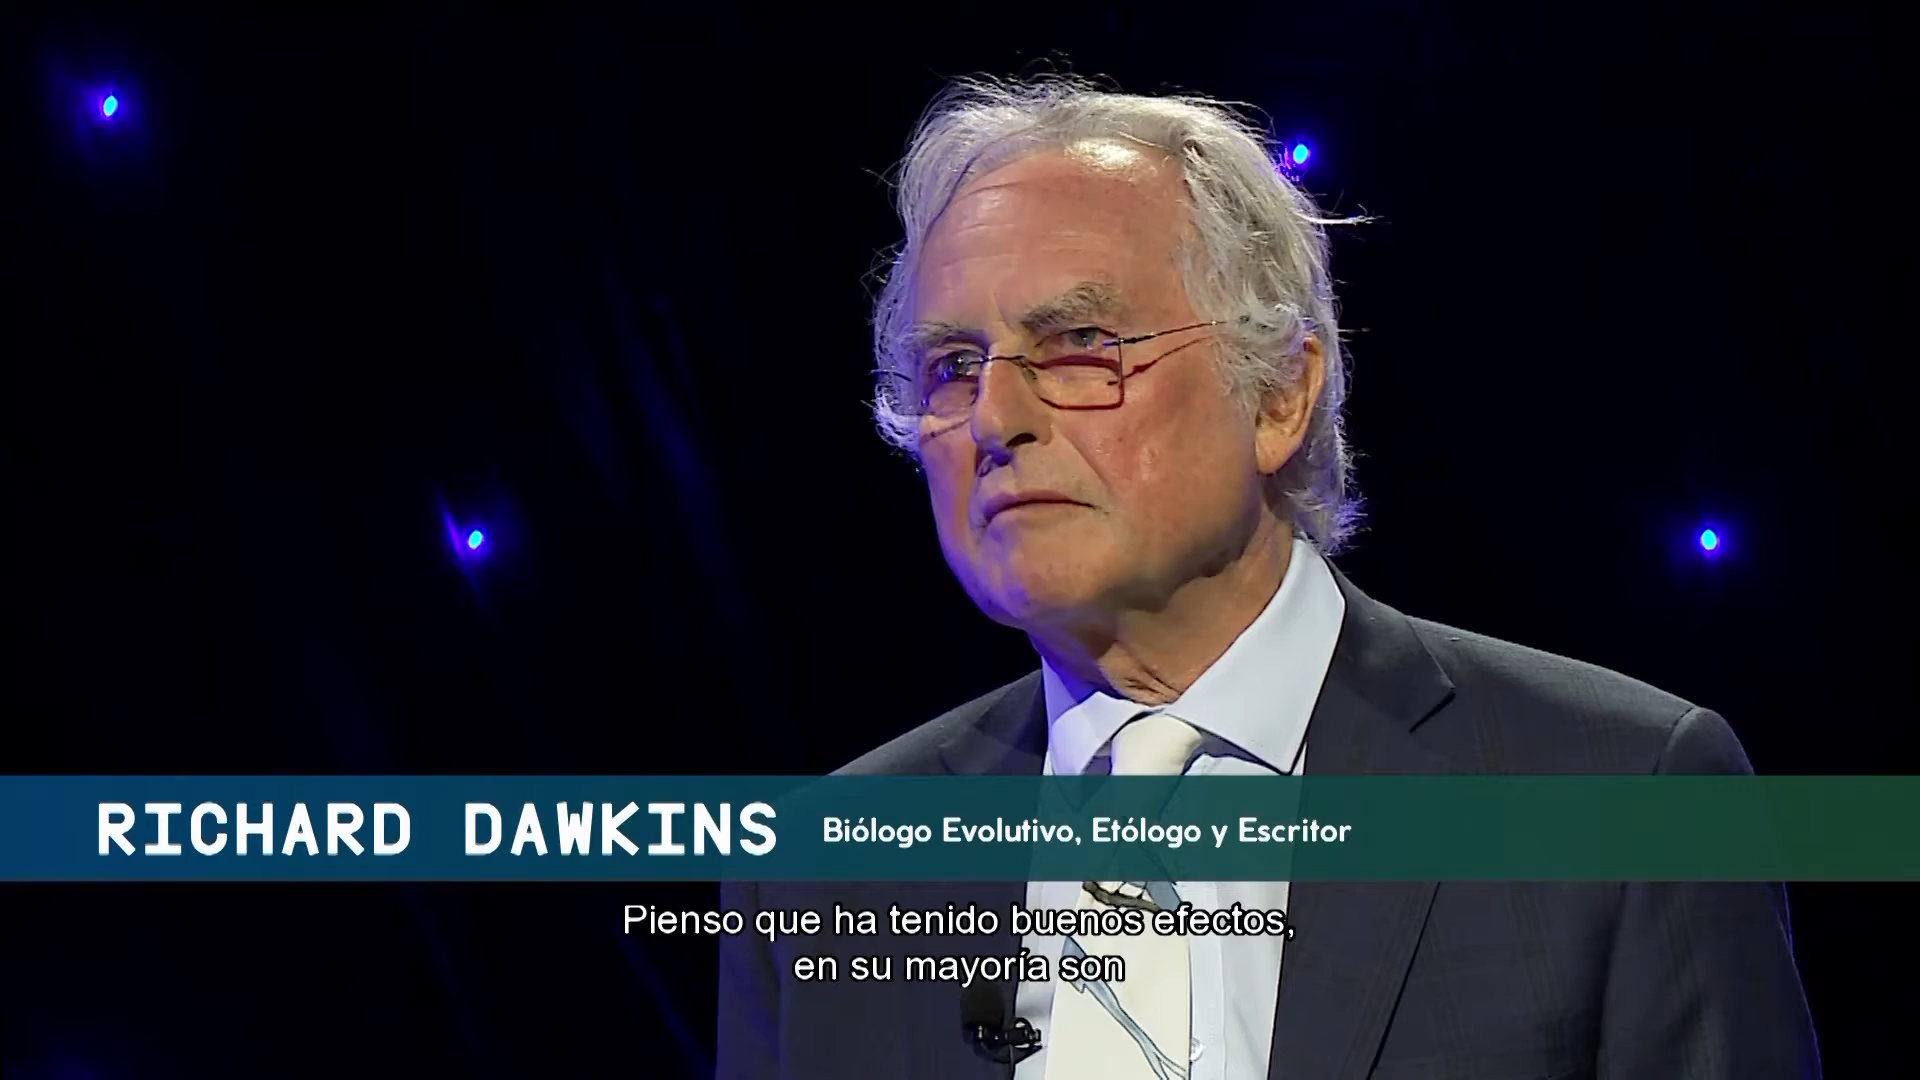 RICHARD DAWKINS Biólogo Evolutivo, Etólogo y Escritor
Pienso que ha tenido buenos efectos,
en su mayoría son